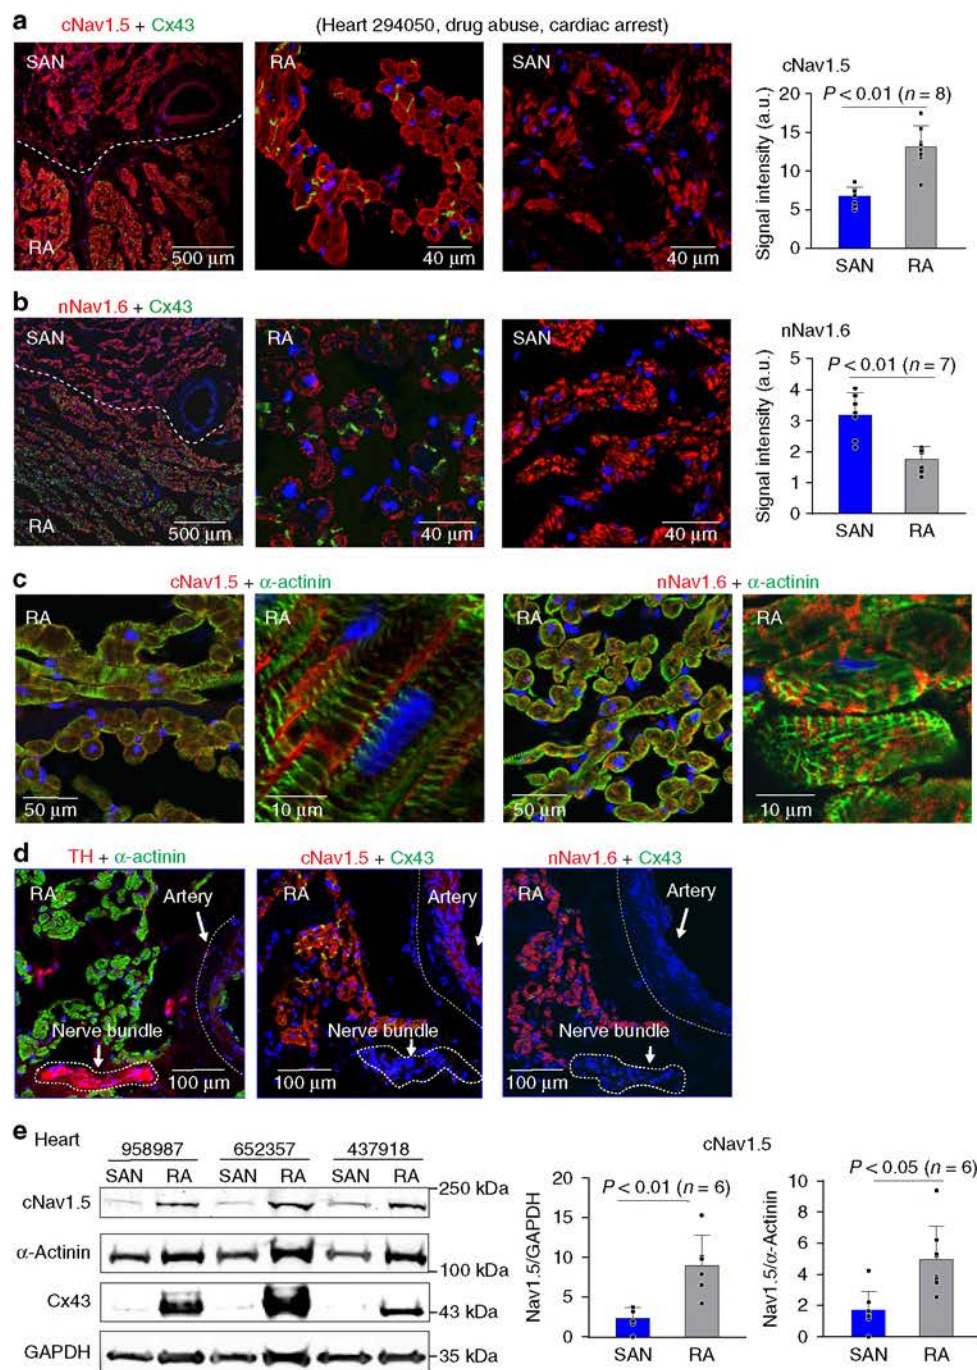 a cNav1.5 + Cx43 (Heart 294050, drug abuse, cardiac arrest)
SAN
RA
500 μm
RA
40 μm
SAN
40 μm
cNav1.5
P < 0.01 (n = 8)
Signal intensity (a.u.)
20
15
10
5
0
SAN RA
b nNav1.6 + Cx43
SAN
RA
500 μm
RA
40 μm
SAN
40 μm
nNav1.6
P < 0.01 (n = 7)
Signal intensity (a.u.)
5
4
3
2
1
0
SAN RA
c cNav1.5 + α-actinin
RA
50 μm
RA
10 μm
nNav1.6 + α-actinin
RA
50 μm
RA
10 μm
d TH + α-actinin
RA
Artery
Nerve bundle
100 μm
cNav1.5 + Cx43
RA
Artery
Nerve bundle
100 μm
nNav1.6 + Cx43
RA
Artery
Nerve bundle
100 μm
e Heart
958987 652357 437918
SAN RA SAN RA SAN RA
250 kDa
cNav1.5
α-Actinin
100 kDa
Cx43
43 kDa
GAPDH
35 kDa
cNav1.5
P < 0.01 (n = 6)
Nav1.5/GAPDH
20
15
10
5
0
SAN RA
P < 0.05 (n = 6)
Nav1.5/α-Actinin
10
8
6
4
2
0
SAN RA